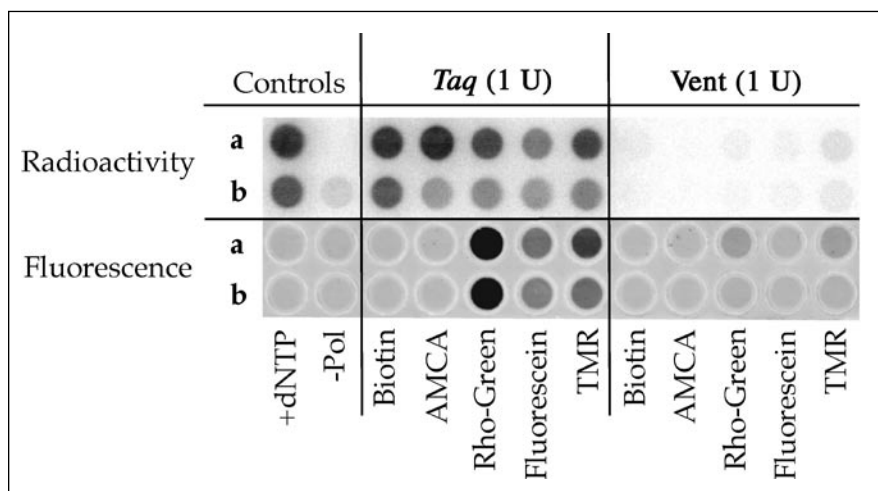 Controls Taq (1 U) Vent (1 U)
Radioactivity
a
b
Fluorescence
a
b
+dNTP
-Pol
Biotin
AMCA
Rho-Green
Fluorescein
TMR
Biotin
AMCA
Rho-Green
Fluorescein
TMR